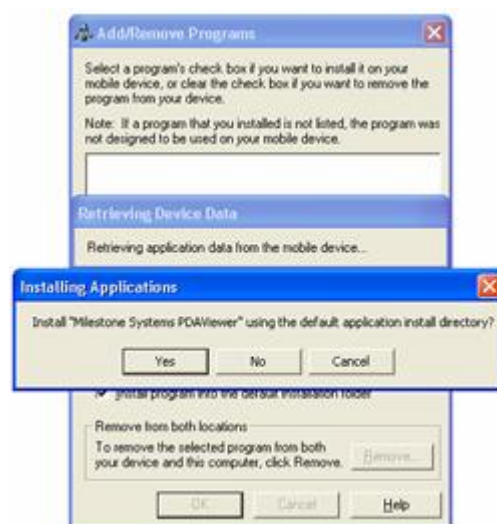 Add/Remove Programs
Select a program's check box if you want to install it on your
mobile device, or clear the check box if you want to remove the
program from your device.
Note: If a program that you installed is not listed, the program was
not designed to be used on your mobile device.
Retrieving Device Data
Retrieving application data from the mobile device...
Installing Applications
Install "Milestone Systems PDAViewer" using the default application install directory?
Yes No Cancel
Install program into the default installation folder
Remove from both locations
To remove the selected program from both
your device and this computer, click Remove.
Remove...
OK Cancel Help